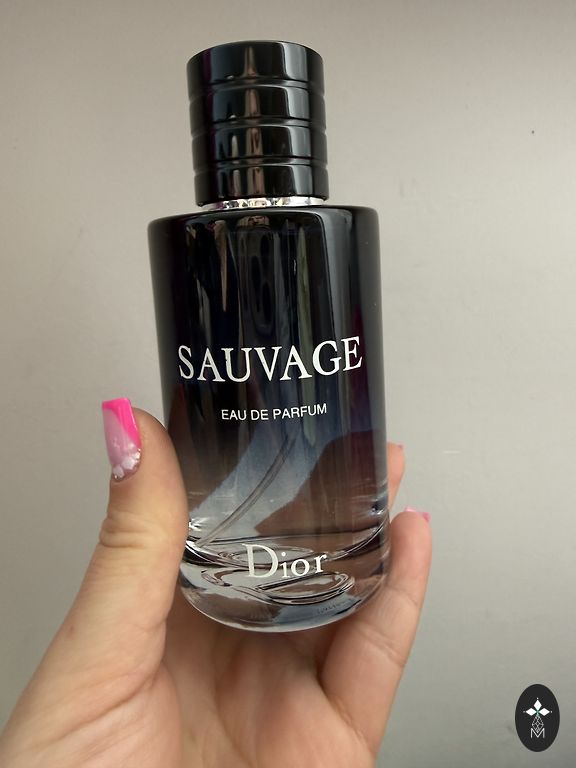 SAUVAGE
EAU DE PARFUM
Dior
M